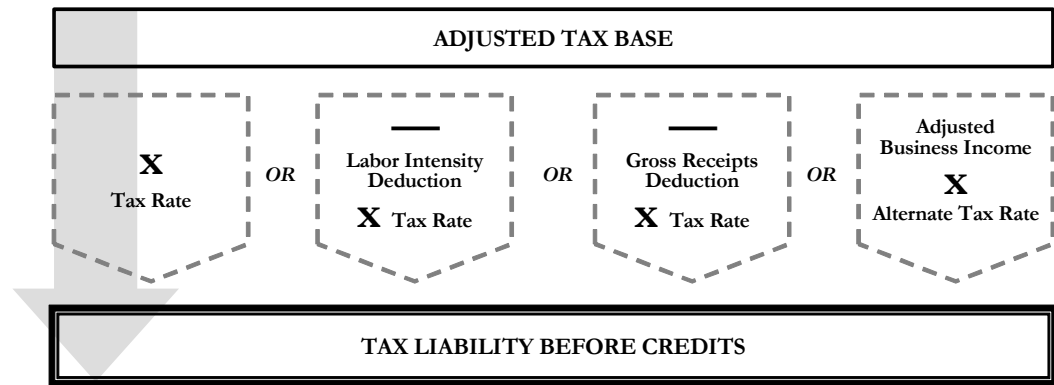 ADJUSTED TAX BASE
X
Tax Rate
OR
—
Labor Intensity
Deduction
X Tax Rate
OR
—
Gross Receipts
Deduction
X Tax Rate
OR
Adjusted
Business Income
X
Alternate Tax Rate
TAX LIABILITY BEFORE CREDITS